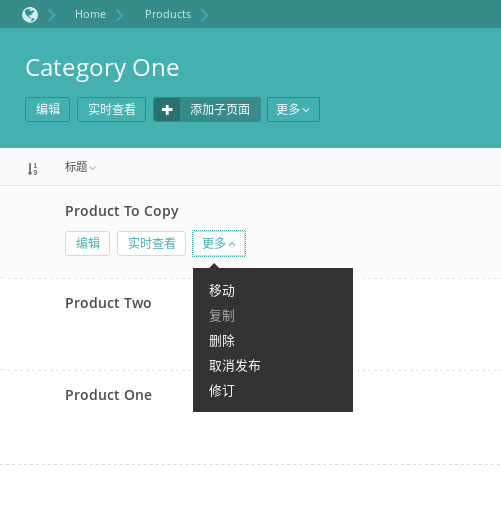 Home Products
Category One
编辑 实时查看 添加子页面 更多
标题
Product To Copy
编辑 实时查看 更多
移动
复制
删除
取消发布
修订
Product Two
Product One